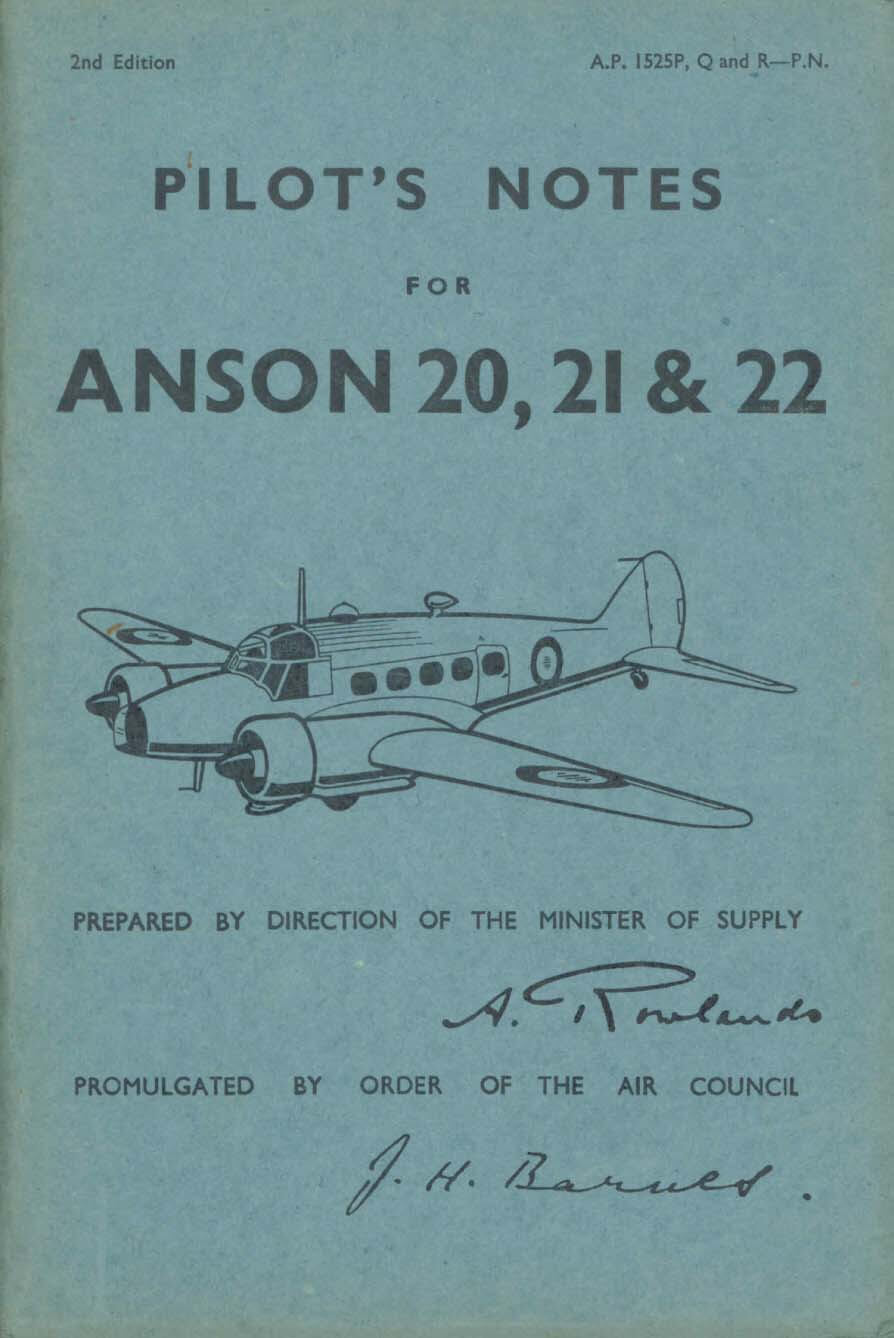 2nd Edition
A.P. 1525P, Q and R—P.N.
PILOT'S NOTES
FOR
ANSON 20, 21 & 22
PREPARED BY DIRECTION OF THE MINISTER OF SUPPLY
A. Rowlands
PROMULGATED BY ORDER OF THE AIR COUNCIL
J. H. Barnes.